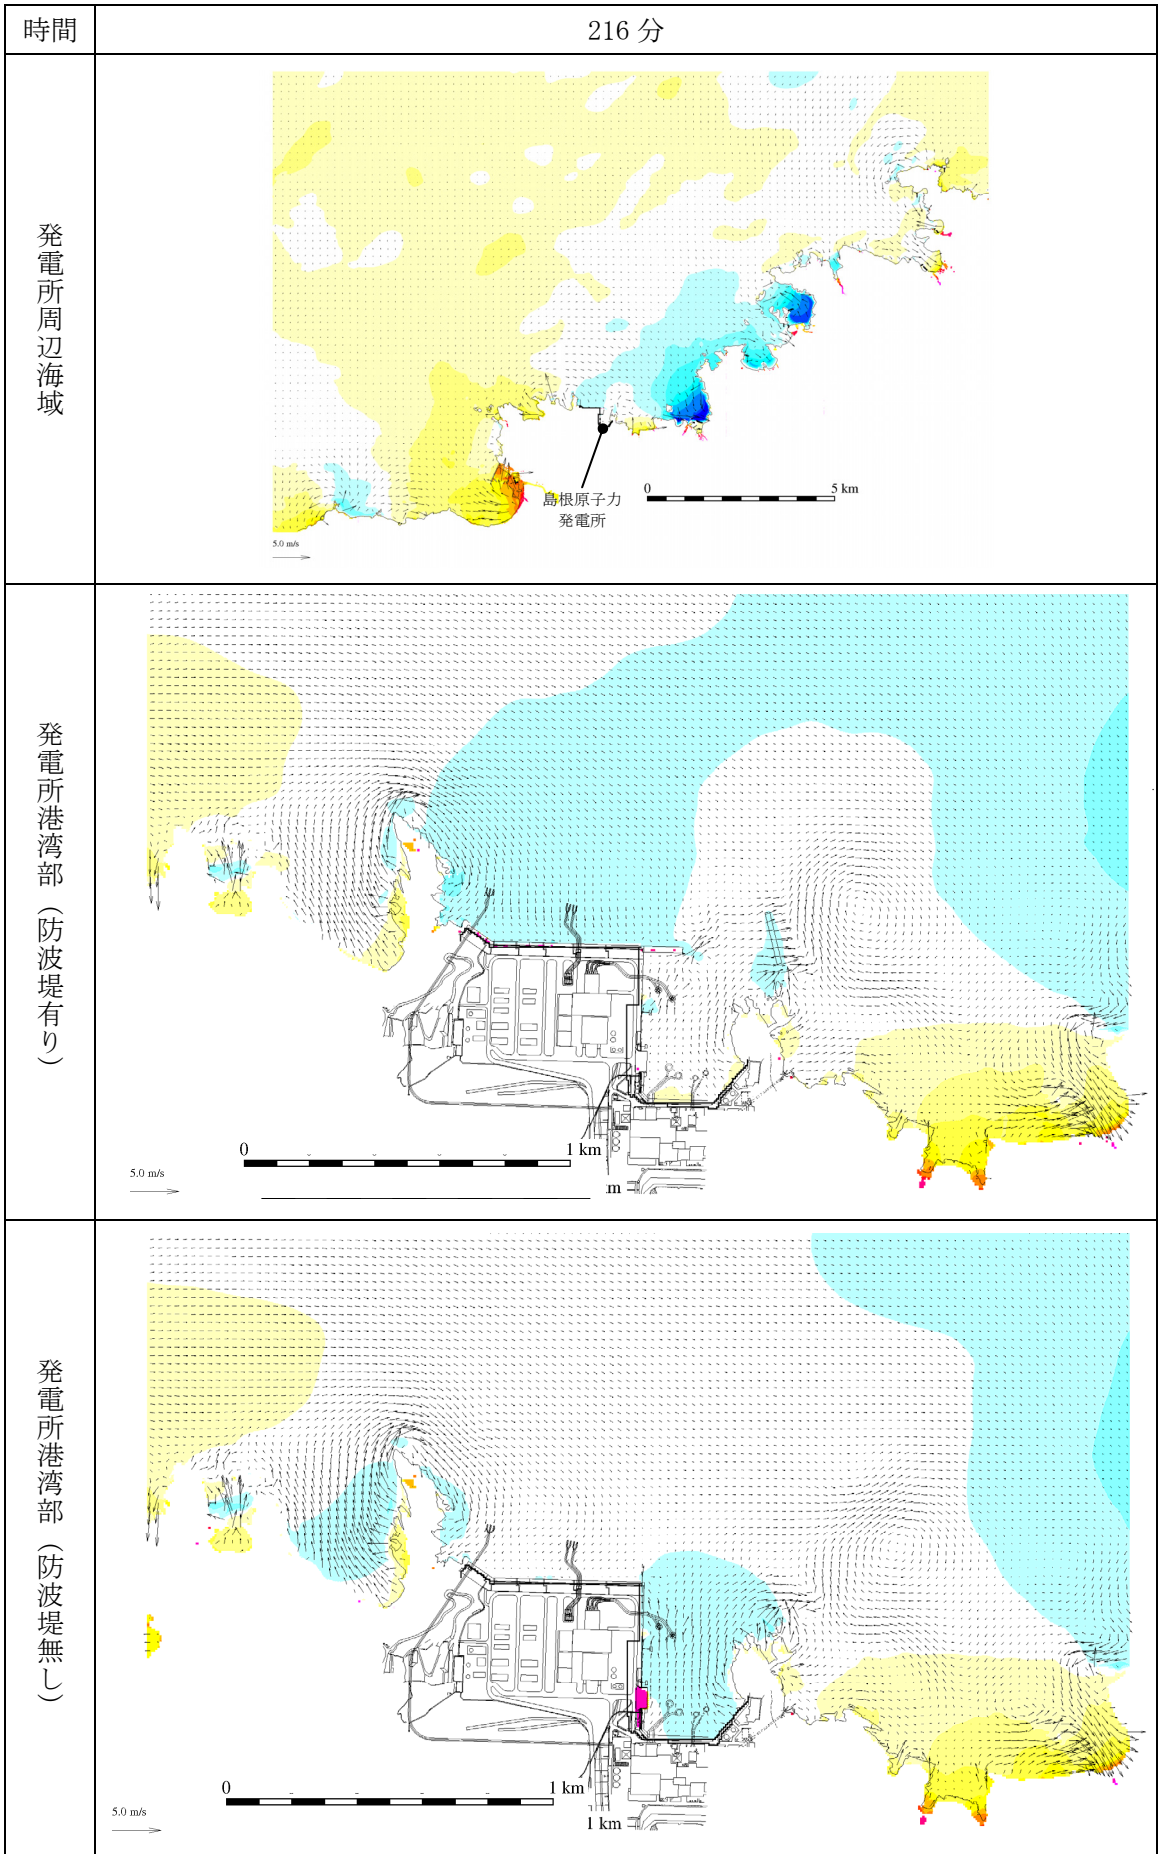 時間
216 分
発電所周辺海域
島根原子力
発電所
0 5 km
5.0 m/s
発電所港湾部（防波堤有り）
0 1 km
5.0 m/s
発電所港湾部（防波堤無し）
0 1 km
5.0 m/s
1 km